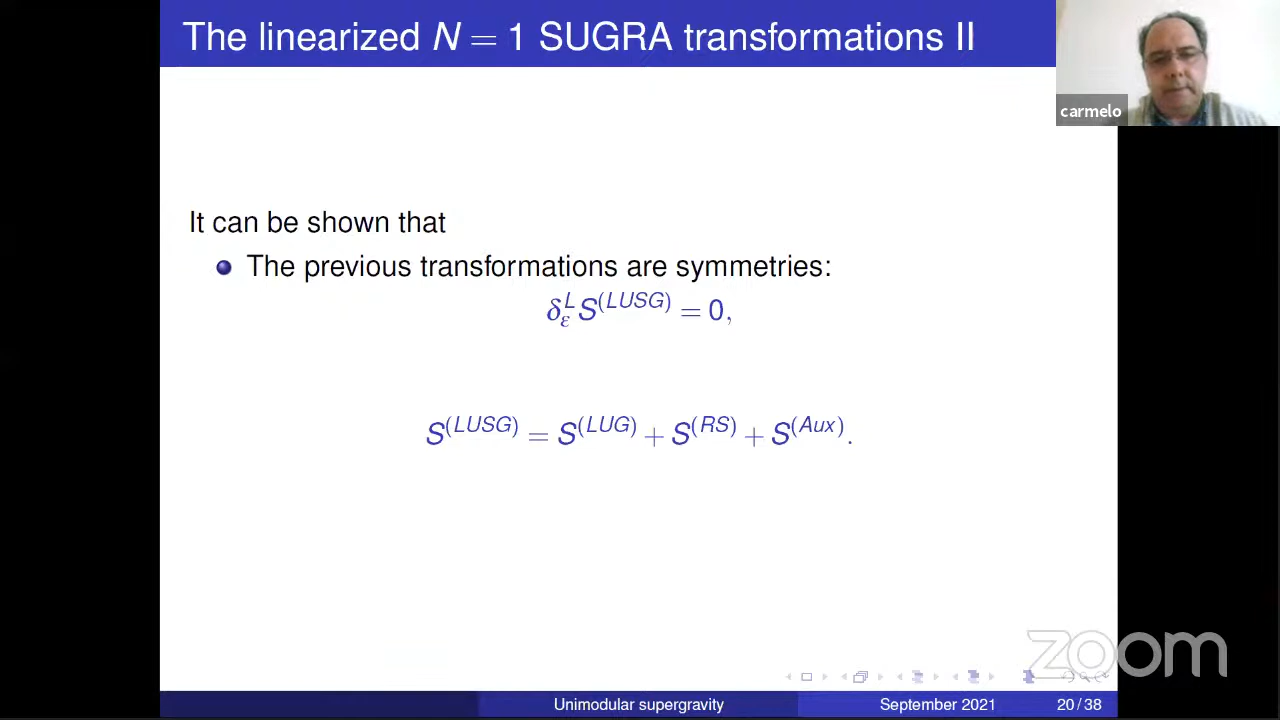 The linearized N = 1 SUGRA transformations II
carmelo
It can be shown that
The previous transformations are symmetries:
δ_ε^L S^(LUSG) = 0,
S^(LUSG) = S^(LUG) + S^(RS) + S^(Aux).
zoom
Unimodular supergravity September 2021 20 / 38